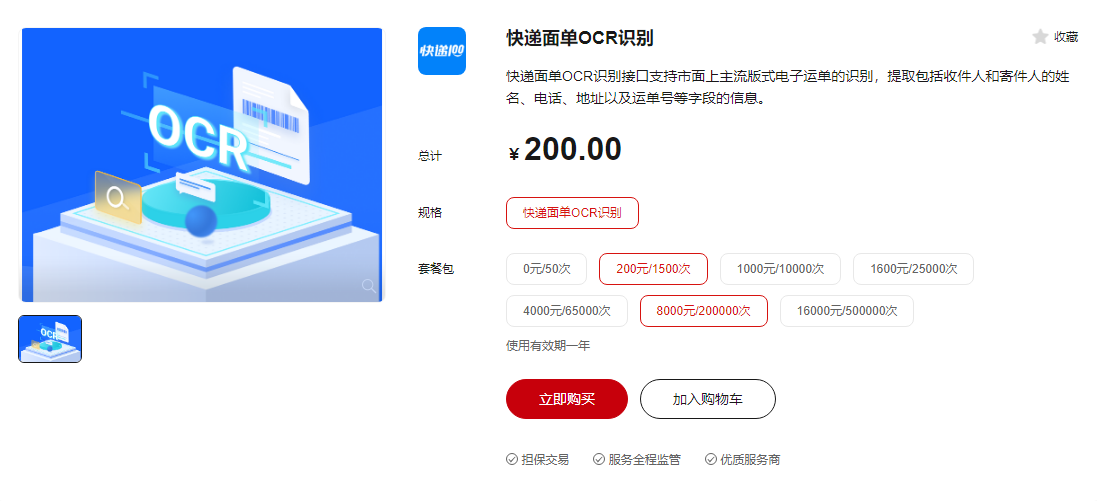 OCR
快递100
快递面单OCR识别
收藏
快递面单OCR识别接口支持市面上主流版式电子运单的识别，提取包括收件人和寄件人的姓
名、电话、地址以及运单号等字段的信息。
总计
¥ 200.00
规格
快递面单OCR识别
套餐包
0元/50次
200元/1500次
1000元/10000次
1600元/25000次
4000元/65000次
8000元/200000次
16000元/500000次
使用有效期一年
OCR
立即购买
加入购物车
担保交易
服务全程监管
优质服务商